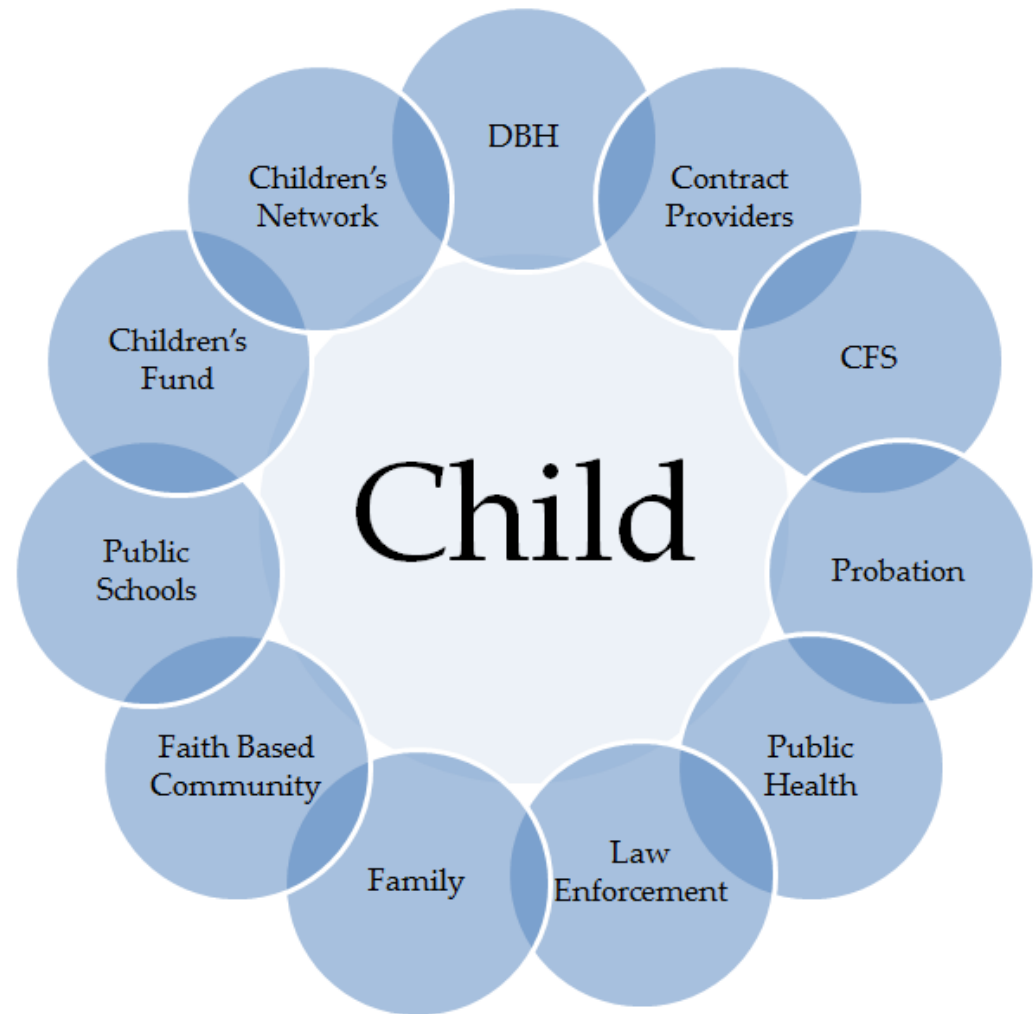 DBH
Contract
Providers
CFS
Probation
Public
Health
Law
Enforcement
Family
Faith Based
Community
Public
Schools
Children’s
Fund
Children’s
Network
Child